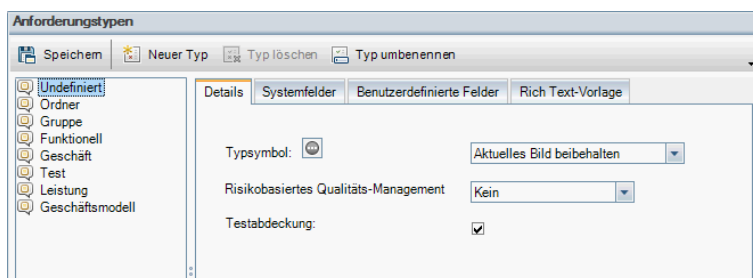 Anforderungstypen
Speichern Neuer Typ Typ löschen Typ umbenennen
Undefiniert
Ordner
Gruppe
Funktionell
Geschäft
Test
Leistung
Geschäftsmodell
Details Systemfelder Benutzerdefinierte Felder Rich Text-Vorlage
Typsymbol: Aktuelles Bild beibehalten
Risikobasiertes Qualitäts-Management Kein
Testabdeckung: